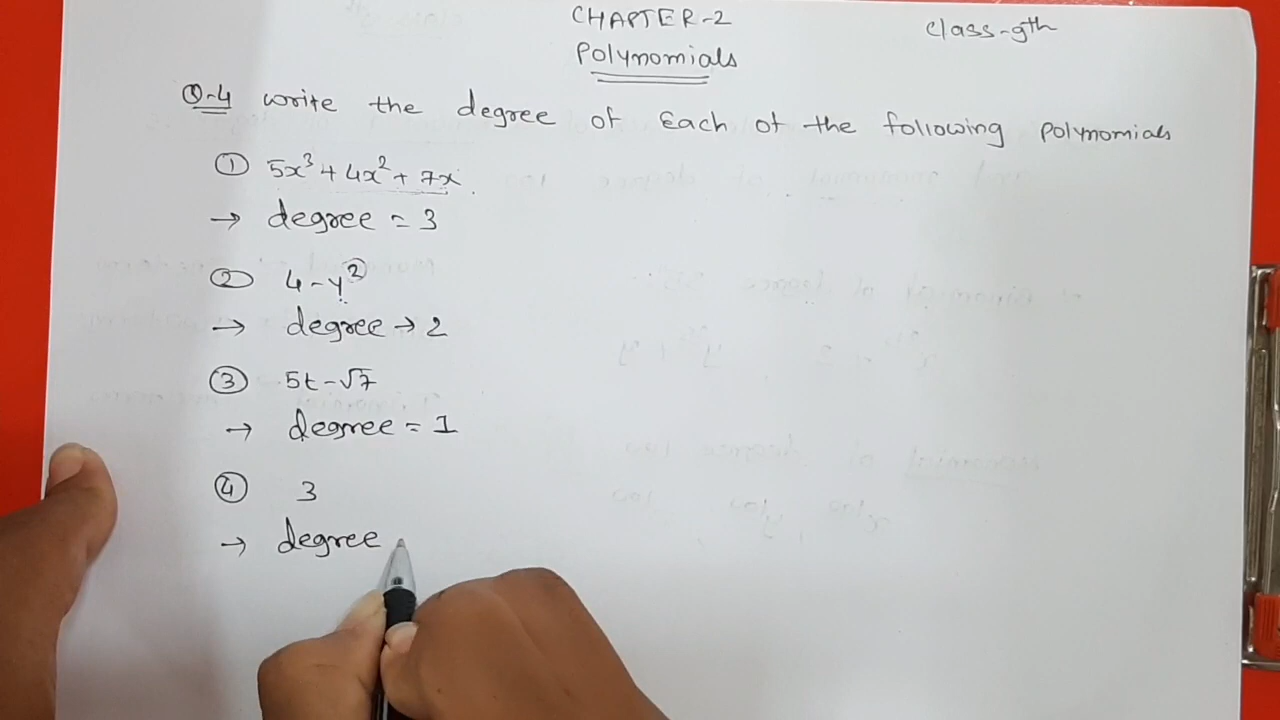 CHAPTER-2
Class-9th
Polynomials
Q-4 Write the degree of Each of the following Polynomials
① 5x³ + 4x² + 7x
→ degree = 3
② 4 - y²
→ degree → 2
③ 5t - √7
→ degree = 1
④ 3
→ degree